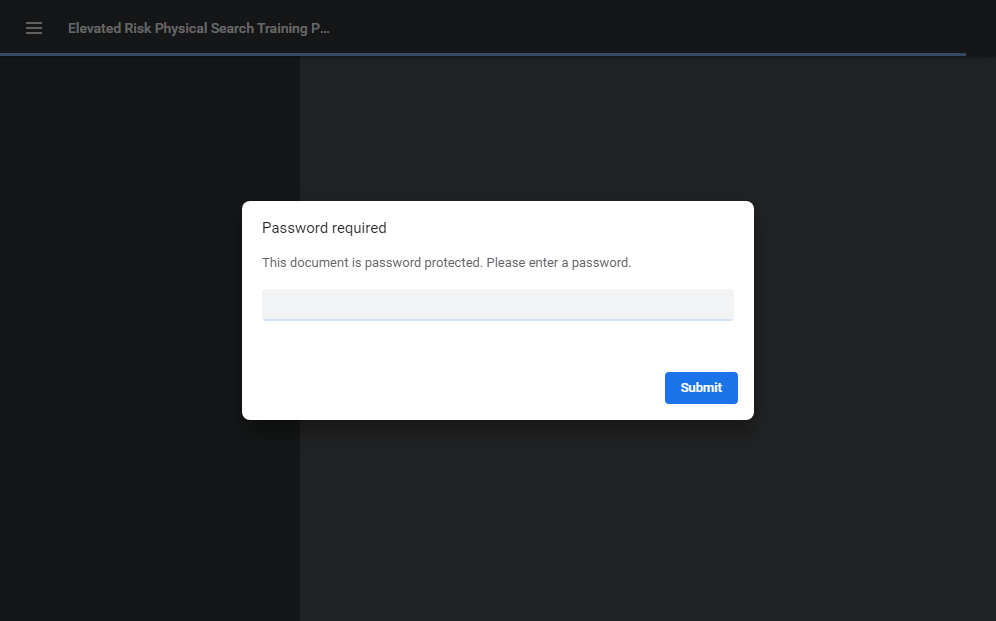 Elevated Risk Physical Search Training P...
Password required
This document is password protected. Please enter a password.
Submit